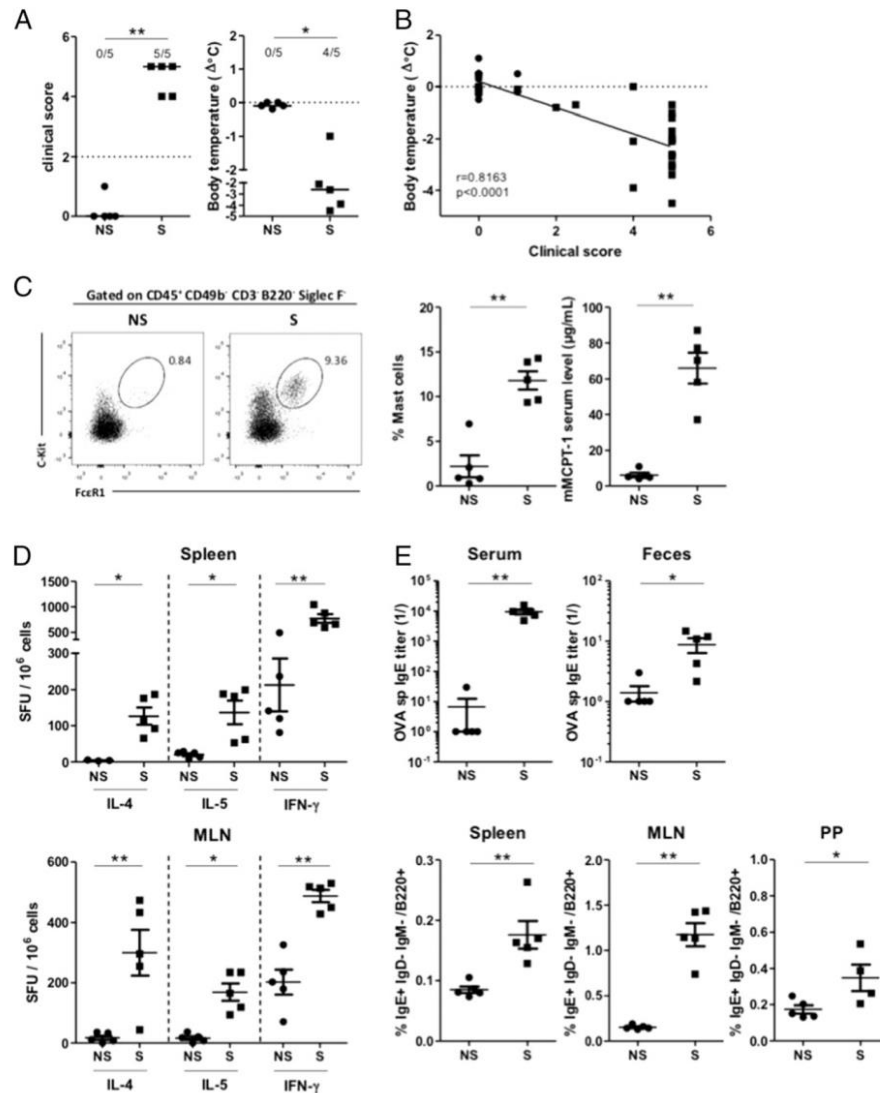 A
B
**
*
0/5 5/5
0/5 4/5
clinical score
6
4
2
0
NS S
Body temperature ( Δ°C)
2
1
0
-1
-2
-2
-3
-4
-5
NS S
Body temperature ( Δ°C)
2
0
-2
-4
r=0.8163
p<0.0001
0 2 4 6
Clinical score
C
Gated on CD45⁺ CD49b⁻ CD3⁻ B220⁻ Siglec F⁻
NS S
0.84
9.36
C-Kit
FcεR1
**
% Mast cells
20
15
10
5
0
NS S
**
mMCPT-1 serum level (µg/mL)
100
80
60
40
20
0
NS S
D
Spleen
* * **
SFU / 10⁶ cells
1500
1000
500
300
200
100
0
NS S NS S NS S
IL-4 IL-5 IFN-γ
MLN
** * **
SFU / 10⁶ cells
600
400
200
0
NS S NS S NS S
IL-4 IL-5 IFN-γ
E
Serum
**
OVA sp IgE titer (1/)
10⁵
10⁴
10³
10²
10¹
10⁰
10⁻¹
NS S
Feces
*
OVA sp IgE titer (1/)
10²
10¹
10⁰
10⁻¹
NS S
Spleen
**
% IgE+ IgD- IgM- /B220+
0.3
0.2
0.1
0.0
NS S
MLN
**
% IgE+ IgD- IgM- /B220+
2.0
1.5
1.0
0.5
0.0
NS S
PP
*
% IgE+ IgD- IgM- /B220+
1.0
0.8
0.6
0.4
0.2
0.0
NS S